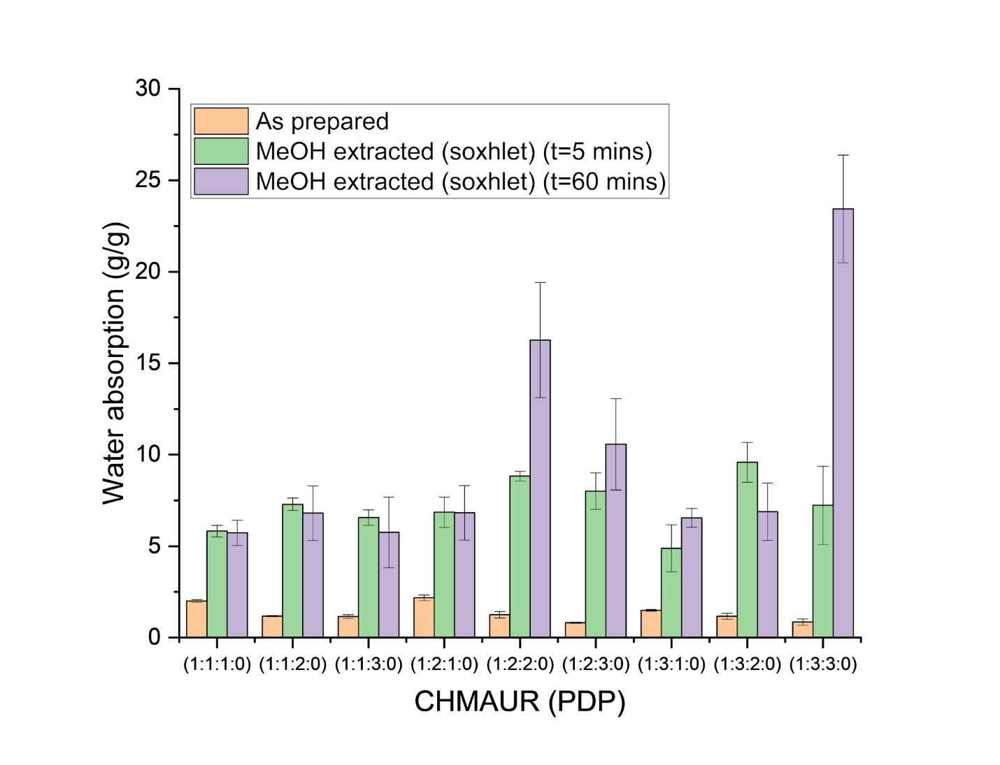 30
25
20
15
10
5
0
Water absorption (g/g)
As prepared
MeOH extracted (soxhlet) (t=5 mins)
MeOH extracted (soxhlet) (t=60 mins)
(1:1:1:0) (1:1:2:0) (1:1:3:0) (1:2:1:0) (1:2:2:0) (1:2:3:0) (1:3:1:0) (1:3:2:0) (1:3:3:0)
CHMAUR (PDP)